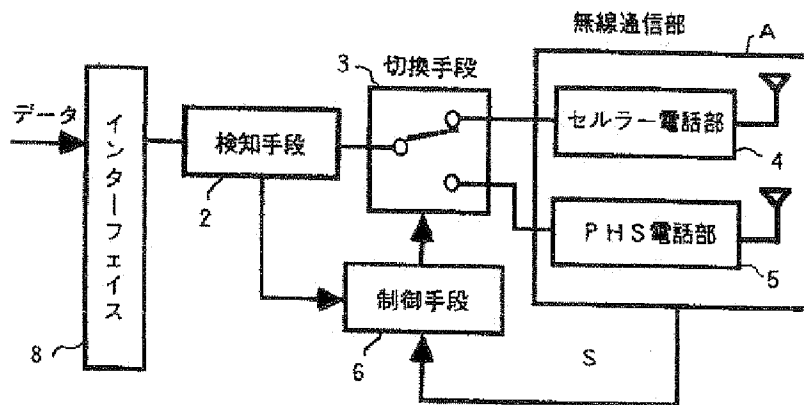 無線通信部
A
3
切換手段
データ
インターフェイス
検知手段
2
セルラー電話部
4
PHS電話部
5
制御手段
6
8
S